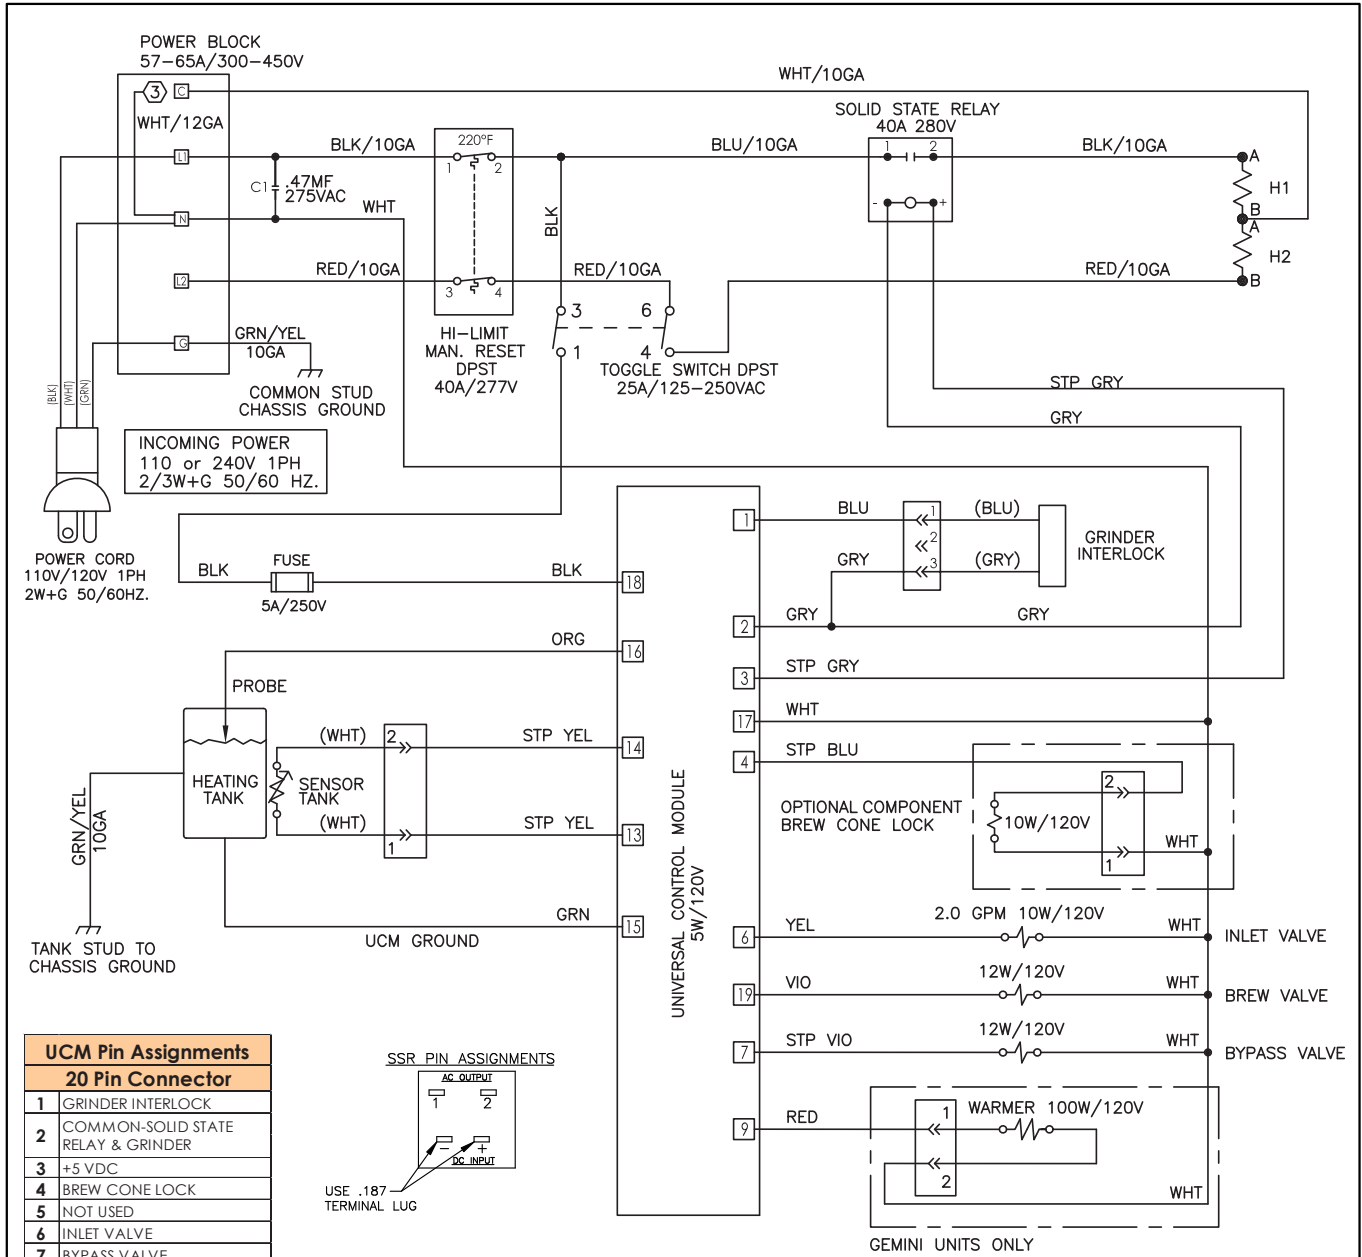 POWER BLOCK
57-65A/300-450V
3
C
WHT/12GA
WHT/10GA
SOLID STATE RELAY
40A 280V
1 2
- +
L1
BLK/10GA
220°F
1 2
BLU/10GA
BLK/10GA
A
H1
B
A
H2
B
C1
.47MF
275VAC
N
WHT
BLK
L2
RED/10GA
3 4
RED/10GA
RED/10GA
HI-LIMIT
MAN. RESET
DPST
40A/277V
3 6
1 4
TOGGLE SWITCH DPST
25A/125-250VAC
G
GRN/YEL
10GA
COMMON STUD
CHASSIS GROUND
(BLK)
(WHT)
(GRN)
INCOMING POWER
110 or 240V 1PH
2/3W+G 50/60 HZ.
POWER CORD
110V/120V 1PH
2W+G 50/60HZ.
STP GRY
GRY
BLK
FUSE
5A/250V
BLK
18
ORG
16
PROBE
HEATING
TANK
SENSOR
TANK
(WHT)
2
STP YEL
14
(WHT)
1
STP YEL
13
GRN/YEL
10GA
TANK STUD TO
CHASSIS GROUND
GRN
15
UCM GROUND
UNIVERSAL CONTROL MODULE
5W/120V
1
BLU
1
(BLU)
2
GRY
3
(GRY)
GRINDER
INTERLOCK
2
GRY
GRY
3
STP GRY
17
WHT
4
STP BLU
OPTIONAL COMPONENT
BREW CONE LOCK
10W/120V
2
1
WHT
6
YEL
2.0 GPM 10W/120V
WHT
INLET VALVE
19
VIO
12W/120V
WHT
BREW VALVE
7
STP VIO
12W/120V
WHT
BYPASS VALVE
9
RED
1
WARMER 100W/120V
2
WHT
GEMINI UNITS ONLY
SSR PIN ASSIGNMENTS
AC OUTPUT
1 2
- +
DC INPUT
USE .187
TERMINAL LUG
UCM Pin Assignments
20 Pin Connector
1 GRINDER INTERLOCK
2 COMMON-SOLID STATE
RELAY & GRINDER
3 +5 VDC
4 BREW CONE LOCK
5 NOT USED
6 INLET VALVE
7 BYPASS VALVE